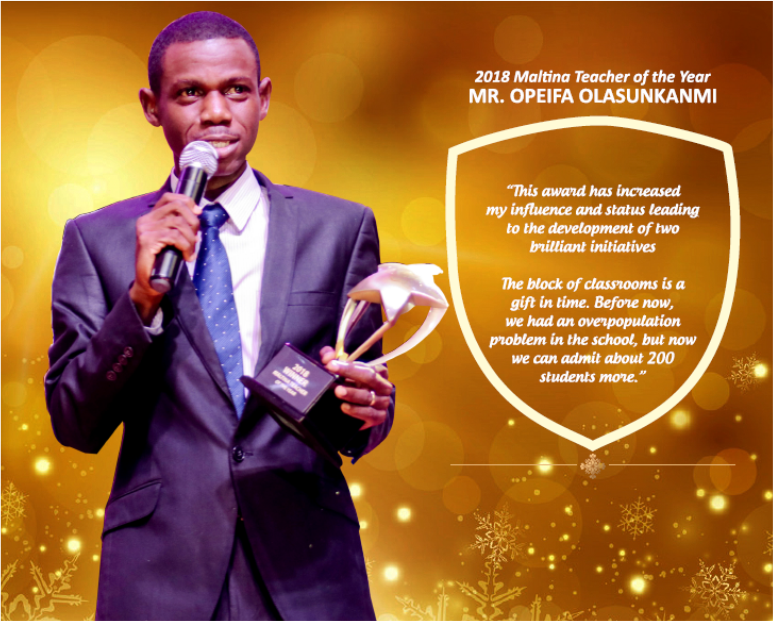 2018 Maltina Teacher of the Year
MR. OPEIFA OLASUNKANMI
“This award has increased
my influence and status leading
to the development of two
brilliant initiatives
The block of classrooms is a
gift in time. Before now,
we had an overpopulation
problem in the school, but now
we can admit about 200
students more.”
2018
WINNER